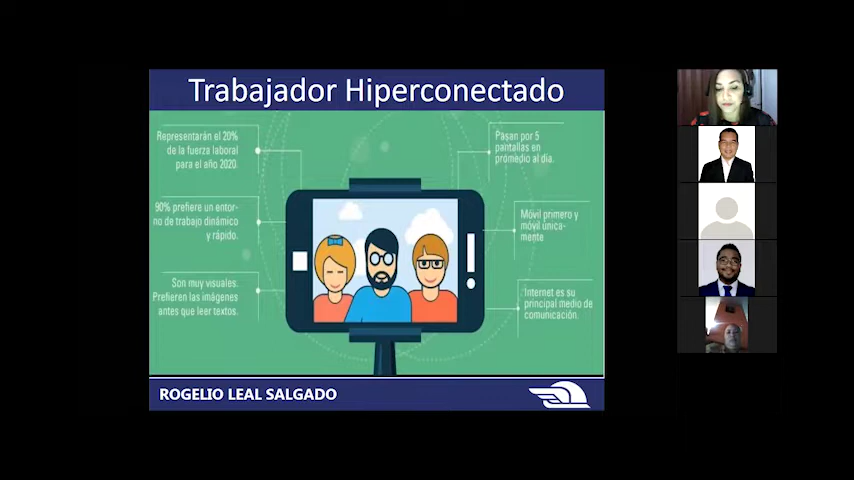 Trabajador Hiperconectado
Representarán el 20%
de la fuerza laboral
para el año 2020.
90% prefiere un entor-
no de trabajo dinámico
y rápido.
Son muy visuales.
Prefieren las imágenes
antes que leer textos.
Pasan por 5
pantallas en
promedio al día.
Móvil primero y
móvil única-
mente
Internet es su
principal medio de
comunicación.
ROGELIO LEAL SALGADO